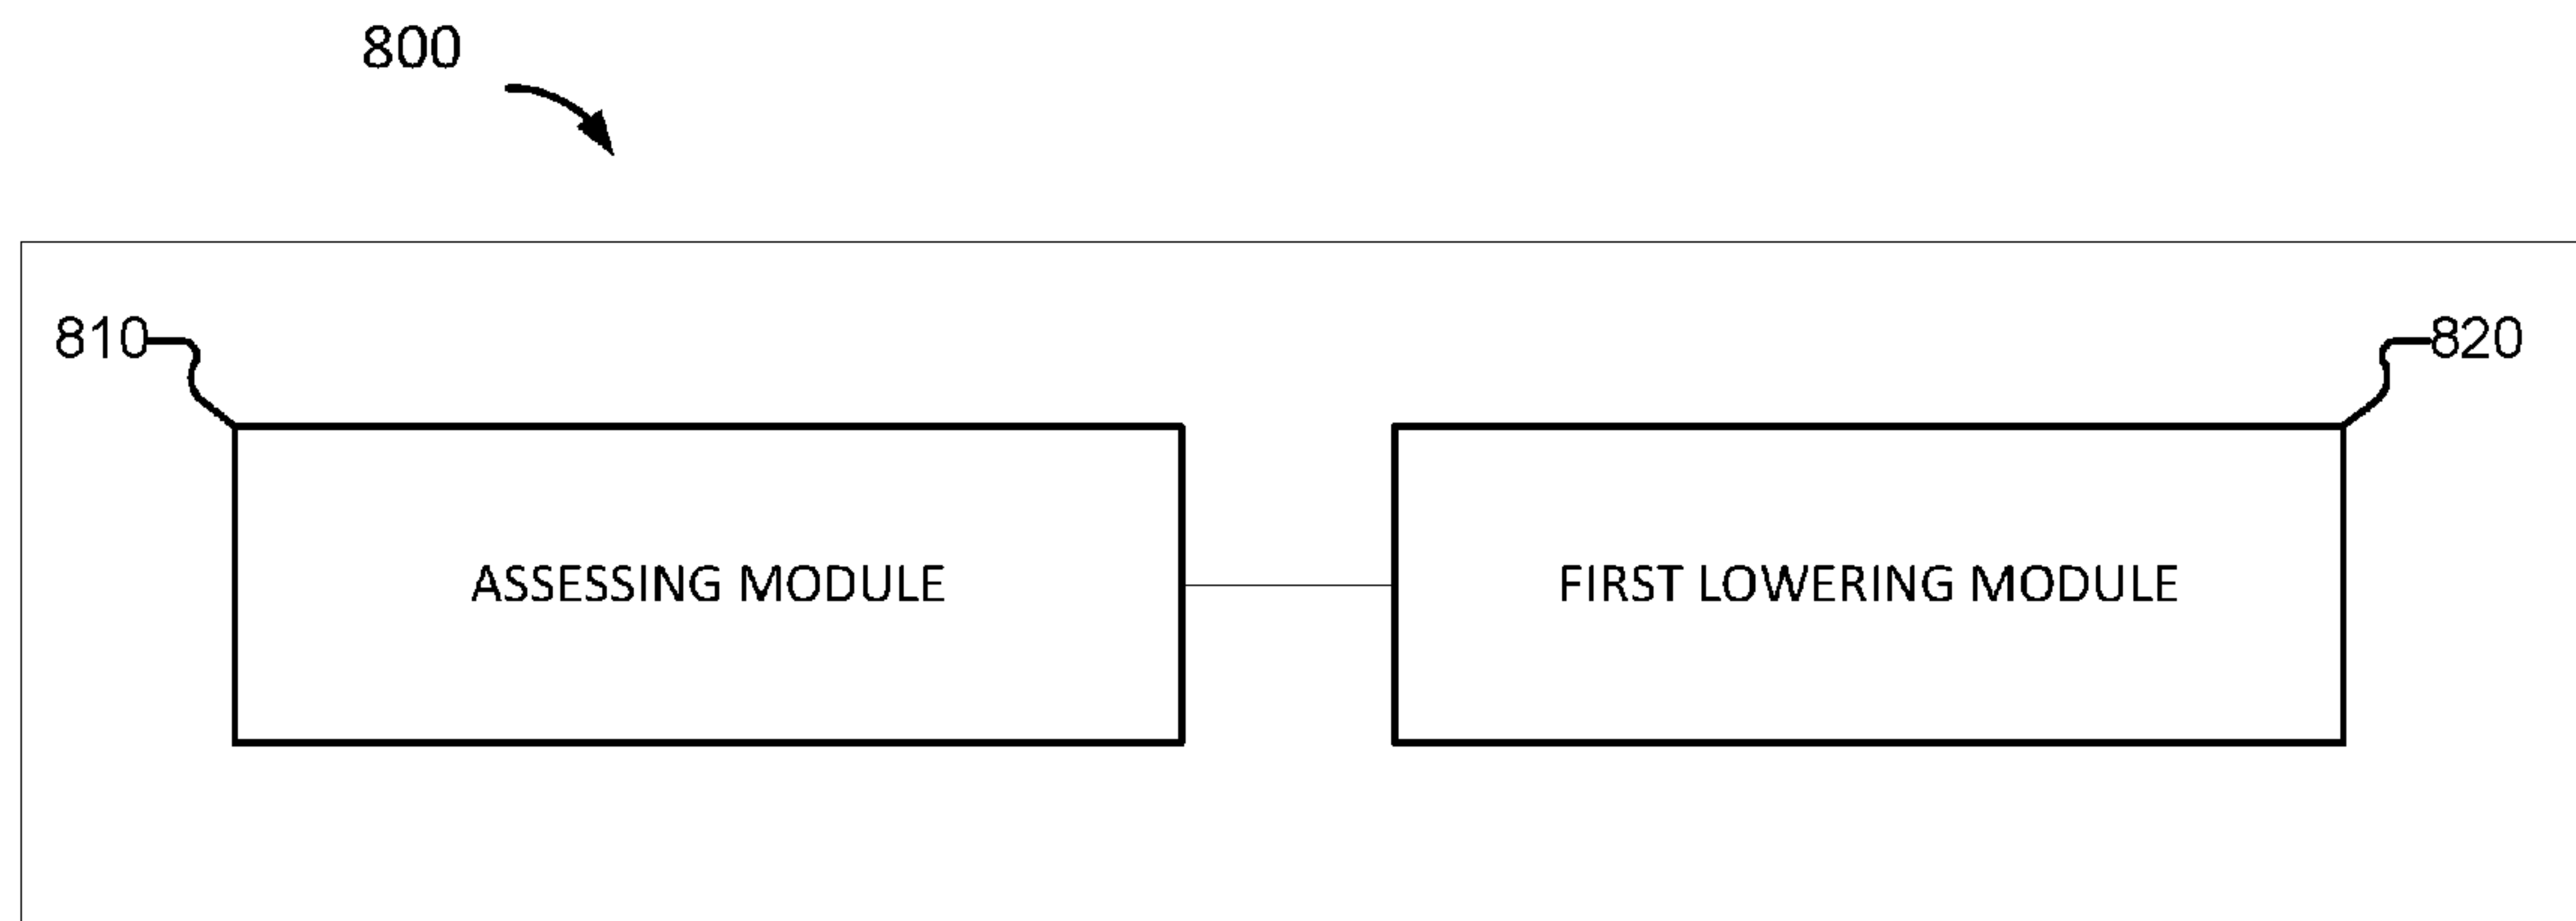 800
810
820
ASSESSING MODULE
FIRST LOWERING MODULE